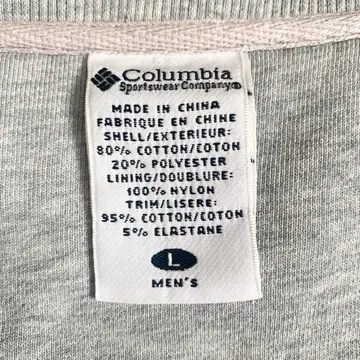 Columbia
Sportswear Company®
MADE IN CHINA
FABRIQUE EN CHINE
SHELL/EXTERIEUR:
80% COTTON/COTON
20% POLYESTER
LINING/DOUBLURE:
100% NYLON
TRIM/LISERE:
95% COTTON/COTON
5% ELASTANE
L
MEN'S